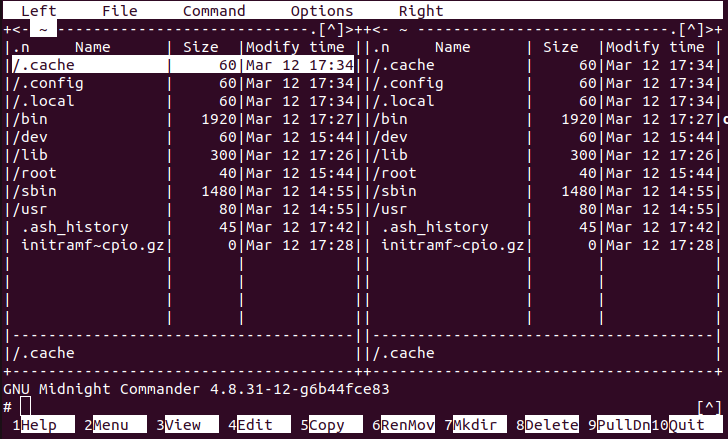 Left     File     Command     Options     Right
+<- ~ ----------------------------.[^]>++<- ~ ----------------------------.[^]>+
|.n     Name      | Size  |Modify time ||.n     Name      | Size  |Modify time |
|/.cache          |     60|Mar 12 17:34||/.cache          |     60|Mar 12 17:34|
|/.config         |     60|Mar 12 17:34||/.config         |     60|Mar 12 17:34|
|/.local          |     60|Mar 12 17:34||/.local          |     60|Mar 12 17:34|
|/bin             |   1920|Mar 12 17:27||/bin             |   1920|Mar 12 17:27|
|/dev             |     60|Mar 12 15:44||/dev             |     60|Mar 12 15:44|
|/lib             |    300|Mar 12 17:26||/lib             |    300|Mar 12 17:26|
|/root            |     40|Mar 12 15:44||/root            |     40|Mar 12 15:44|
|/sbin            |   1480|Mar 12 14:55||/sbin            |   1480|Mar 12 14:55|
|/usr             |     80|Mar 12 14:55||/usr             |     80|Mar 12 14:55|
| .ash_history    |     45|Mar 12 17:42|| .ash_history    |     45|Mar 12 17:42|
| initramf~cpio.gz|      0|Mar 12 17:28|| initramf~cpio.gz|      0|Mar 12 17:28|
|/.cache                               ||/.cache                               |
GNU Midnight Commander 4.8.31-12-g6b44fce83
#                                                                            [^]
 1Help   2Menu   3View   4Edit   5Copy   6RenMov 7Mkdir  8Delete 9PullDn10Quit